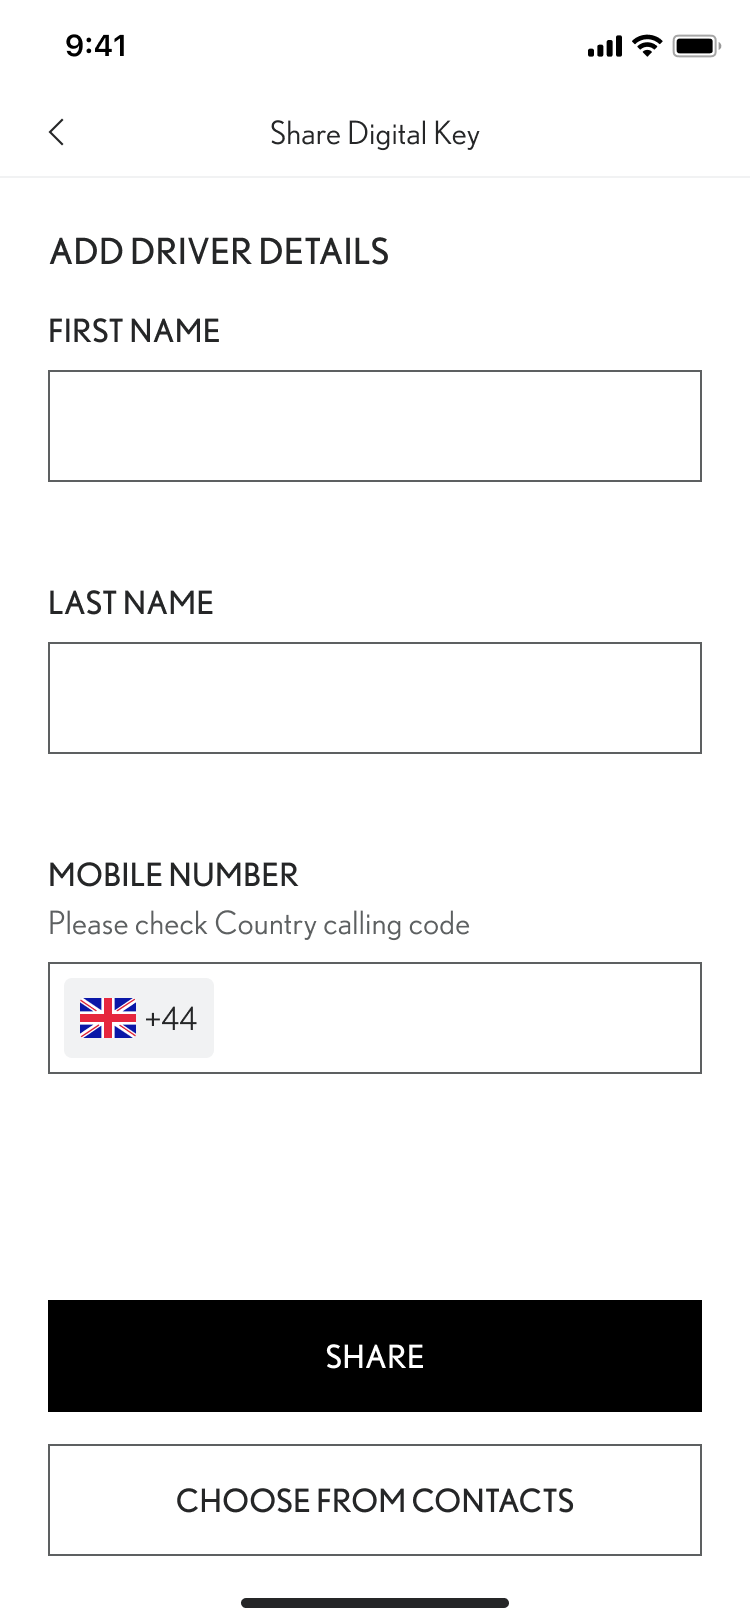 9:41
Share Digital Key
ADD DRIVER DETAILS
FIRST NAME
LAST NAME
MOBILE NUMBER
Please check Country calling code
+44
SHARE
CHOOSE FROM CONTACTS